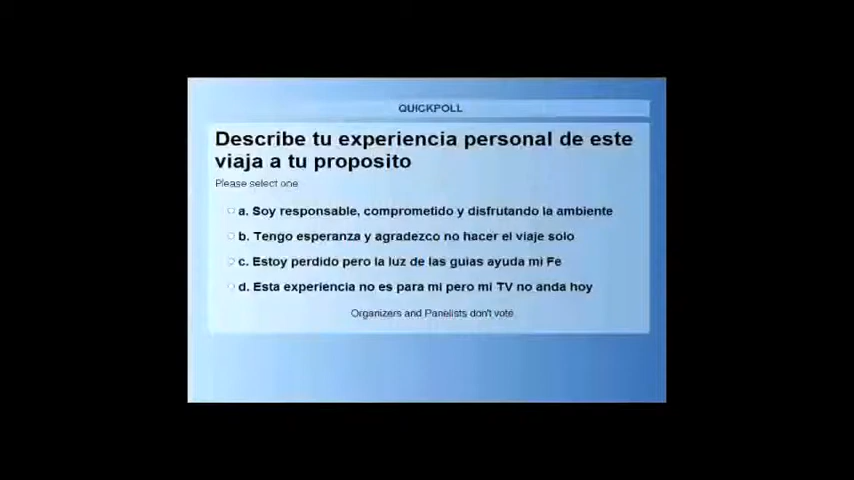 QUICKPOLL
Describe tu experiencia personal de este
viaja a tu proposito
Please select one
a. Soy responsable, comprometido y disfrutando la ambiente
b. Tengo esperanza y agradezco no hacer el viaje solo
c. Estoy perdido pero la luz de las guias ayuda mi Fe
d. Esta experiencia no es para mi pero mi TV no anda hoy
Organizers and Panelists don't vote